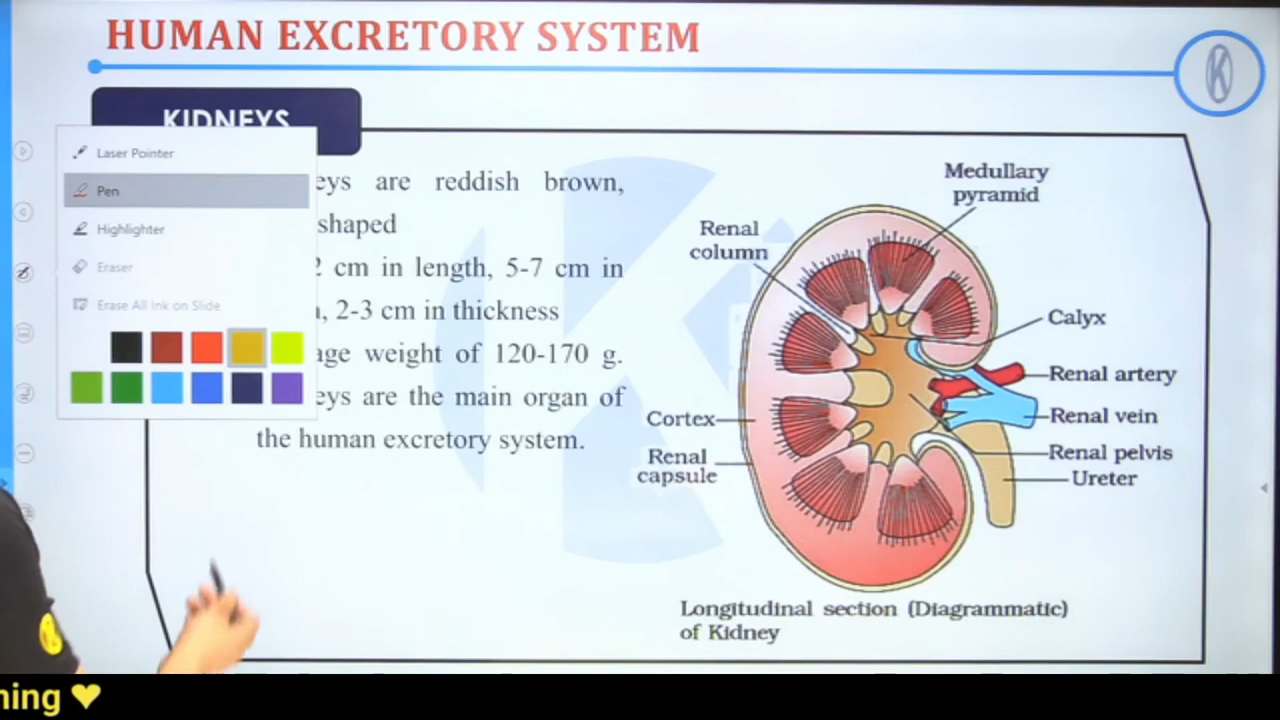 HUMAN EXCRETORY SYSTEM
K
KIDNEYS
Laser Pointer
Pen
Highlighter
Eraser
Erase All Ink on Slide
eys are reddish brown,
shaped
2 cm in length, 5-7 cm in
, 2-3 cm in thickness
age weight of 120-170 g.
eys are the main organ of
the human excretory system.
Medullary
pyramid
Renal
column
Calyx
Renal artery
Renal vein
Cortex
Renal pelvis
Renal
capsule
Ureter
Longitudinal section (Diagrammatic)
of Kidney
ning